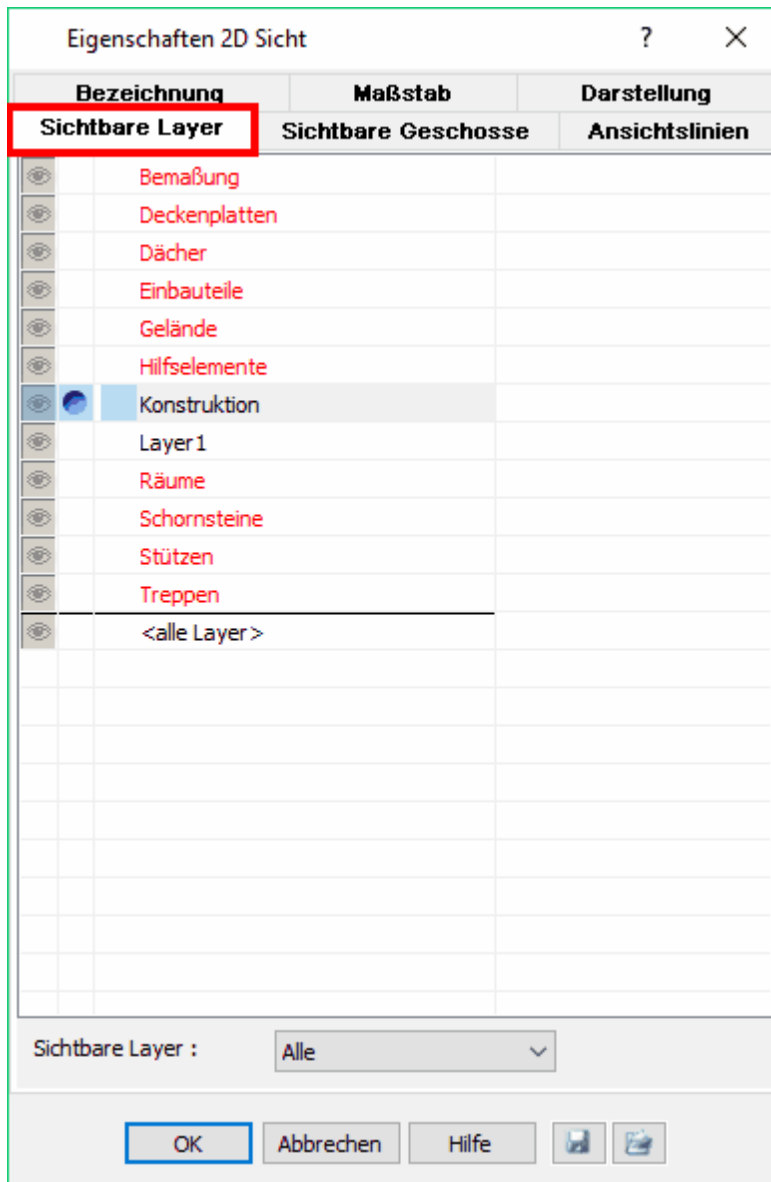 Eigenschaften 2D Sicht ?
Bezeichnung Maßstab Darstellung
Sichtbare Layer Sichtbare Geschosse Ansichtslinien
Bemaßung
Deckenplatten
Dächer
Einbauteile
Gelände
Hilfselemente
Konstruktion
Layer1
Räume
Schornsteine
Stützen
Treppen
<alle Layer>
Sichtbare Layer : Alle
OK Abbrechen Hilfe